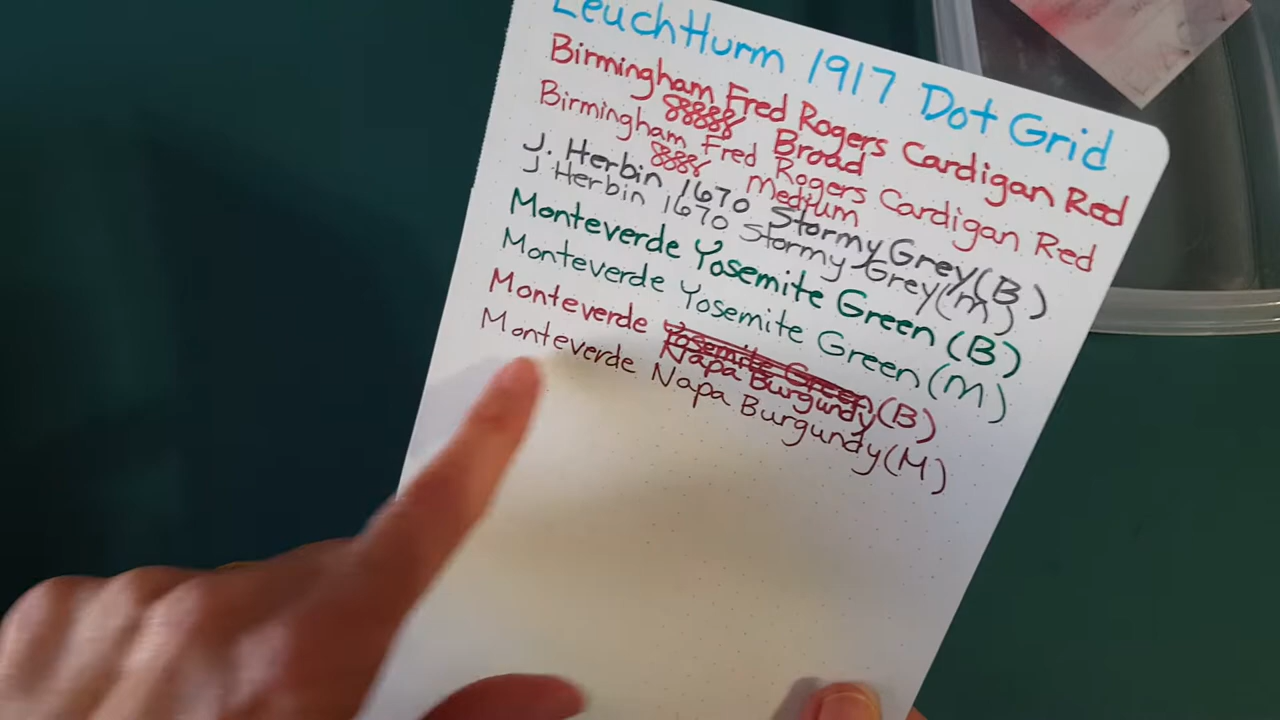 Leuchtturm 1917 Dot Grid
Birmingham Fred Rogers Cardigan Red
8888 Broad
Birmingham Fred Rogers Cardigan Red
888 Medium
J. Herbin 1670 Stormy Grey (B)
J Herbin 1670 Stormy Grey (M)
Monteverde Yosemite Green (B)
Monteverde Yosemite Green (M)
Monteverde Yosemite Green (B)
Napa Burgundy
Monteverde Napa Burgundy (M)